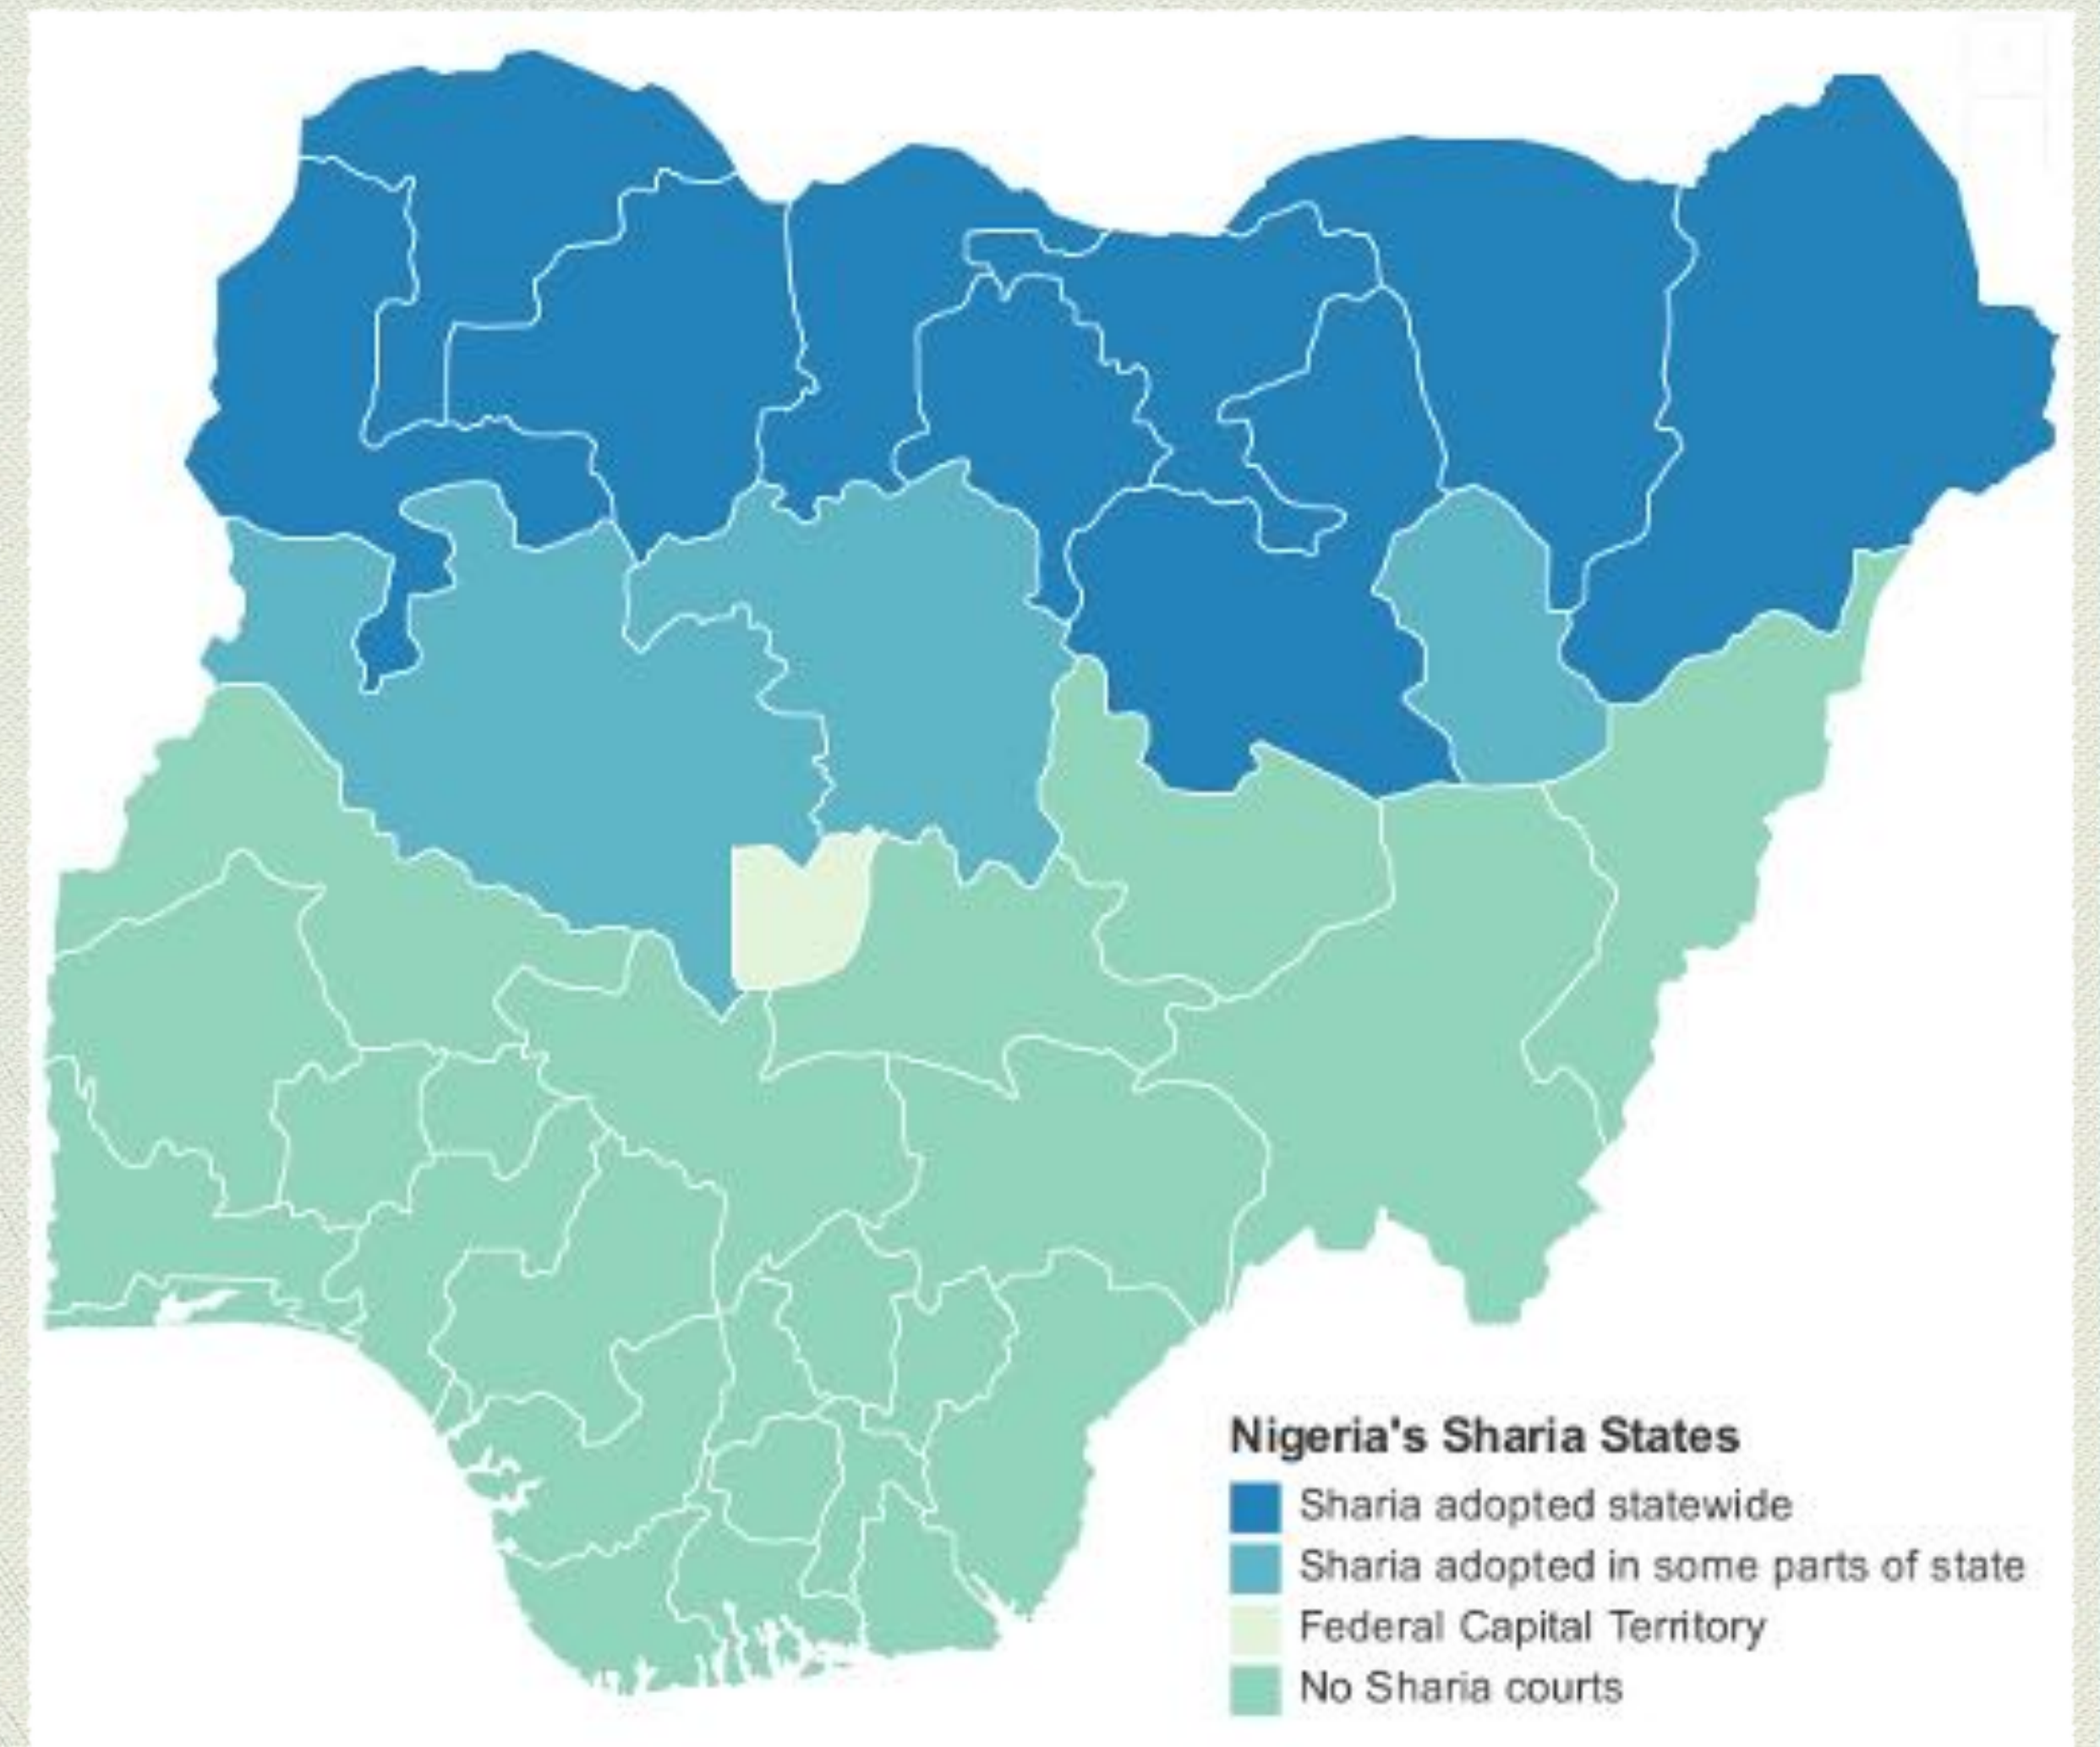 Nigeria's Sharia States
Sharia adopted statewide
Sharia adopted in some parts of state
Federal Capital Territory
No Sharia courts